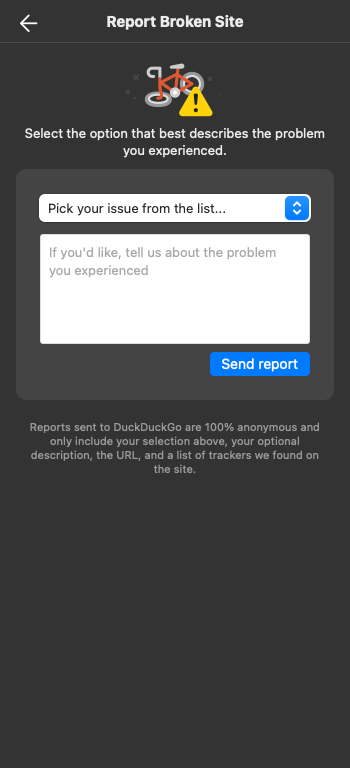 Report Broken Site
Select the option that best describes the problem
you experienced.
Pick your issue from the list...
If you'd like, tell us about the problem
you experienced
Send report
Reports sent to DuckDuckGo are 100% anonymous and
only include your selection above, your optional
description, the URL, and a list of trackers we found on
the site.